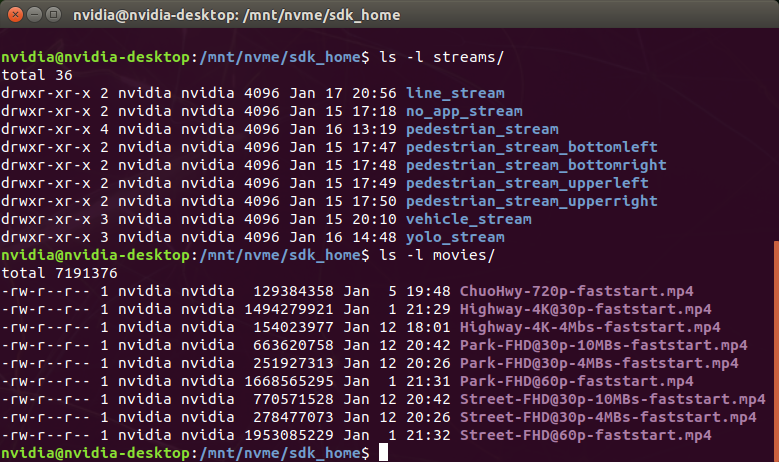 nvidia@nvidia-desktop: /mnt/nvme/sdk_home
nvidia@nvidia-desktop:/mnt/nvme/sdk_home$ ls -l streams/
total 36
drwxr-xr-x 2 nvidia nvidia 4096 Jan 17 20:56 line_stream
drwxr-xr-x 2 nvidia nvidia 4096 Jan 15 17:18 no_app_stream
drwxr-xr-x 4 nvidia nvidia 4096 Jan 16 13:19 pedestrian_stream
drwxr-xr-x 2 nvidia nvidia 4096 Jan 15 17:47 pedestrian_stream_bottomleft
drwxr-xr-x 2 nvidia nvidia 4096 Jan 15 17:48 pedestrian_stream_bottomright
drwxr-xr-x 2 nvidia nvidia 4096 Jan 15 17:49 pedestrian_stream_upperleft
drwxr-xr-x 2 nvidia nvidia 4096 Jan 15 17:50 pedestrian_stream_upperright
drwxr-xr-x 3 nvidia nvidia 4096 Jan 15 20:10 vehicle_stream
drwxr-xr-x 3 nvidia nvidia 4096 Jan 16 14:48 yolo_stream
nvidia@nvidia-desktop:/mnt/nvme/sdk_home$ ls -l movies/
total 7191376
-rw-r--r-- 1 nvidia nvidia  129384358 Jan  5 19:48 ChuoHwy-720p-faststart.mp4
-rw-r--r-- 1 nvidia nvidia 1494279921 Jan  1 21:29 Highway-4K@30p-faststart.mp4
-rw-r--r-- 1 nvidia nvidia  154023977 Jan 12 18:01 Highway-4K-4Mbs-faststart.mp4
-rw-r--r-- 1 nvidia nvidia  663620758 Jan 12 20:42 Park-FHD@30p-10MBs-faststart.mp4
-rw-r--r-- 1 nvidia nvidia  251927313 Jan 12 20:26 Park-FHD@30p-4MBs-faststart.mp4
-rw-r--r-- 1 nvidia nvidia 1668565295 Jan  1 21:31 Park-FHD@60p-faststart.mp4
-rw-r--r-- 1 nvidia nvidia  770571528 Jan 12 20:42 Street-FHD@30p-10MBs-faststart.mp4
-rw-r--r-- 1 nvidia nvidia  278477073 Jan 12 20:26 Street-FHD@30p-4MBs-faststart.mp4
-rw-r--r-- 1 nvidia nvidia 1953085229 Jan  1 21:32 Street-FHD@60p-faststart.mp4
nvidia@nvidia-desktop:/mnt/nvme/sdk_home$